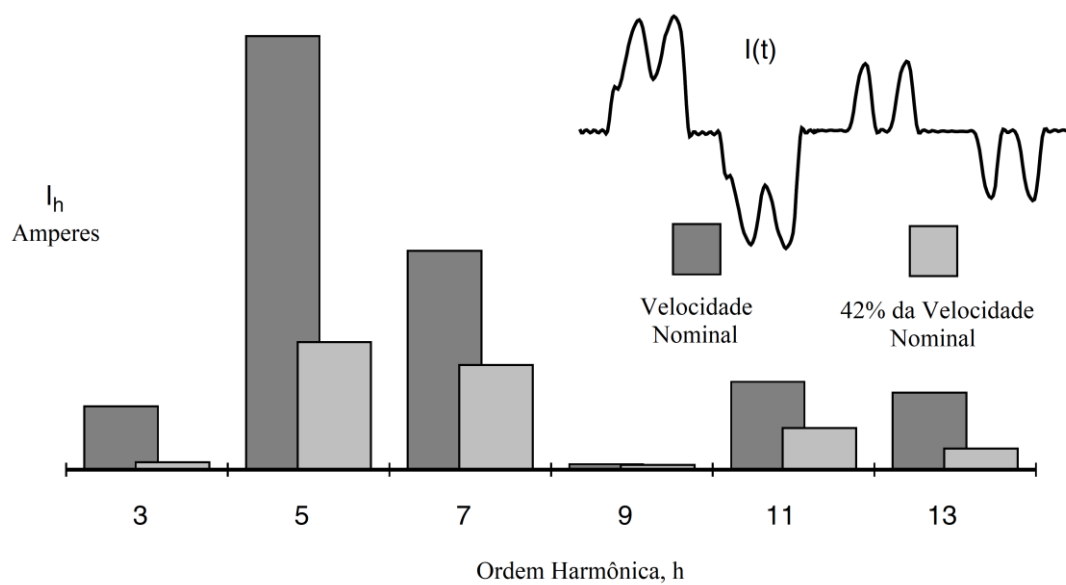 I(t)
I_h
Amperes
Velocidade
Nominal
42% da Velocidade
Nominal
3 5 7 9 11 13
Ordem Harmônica, h